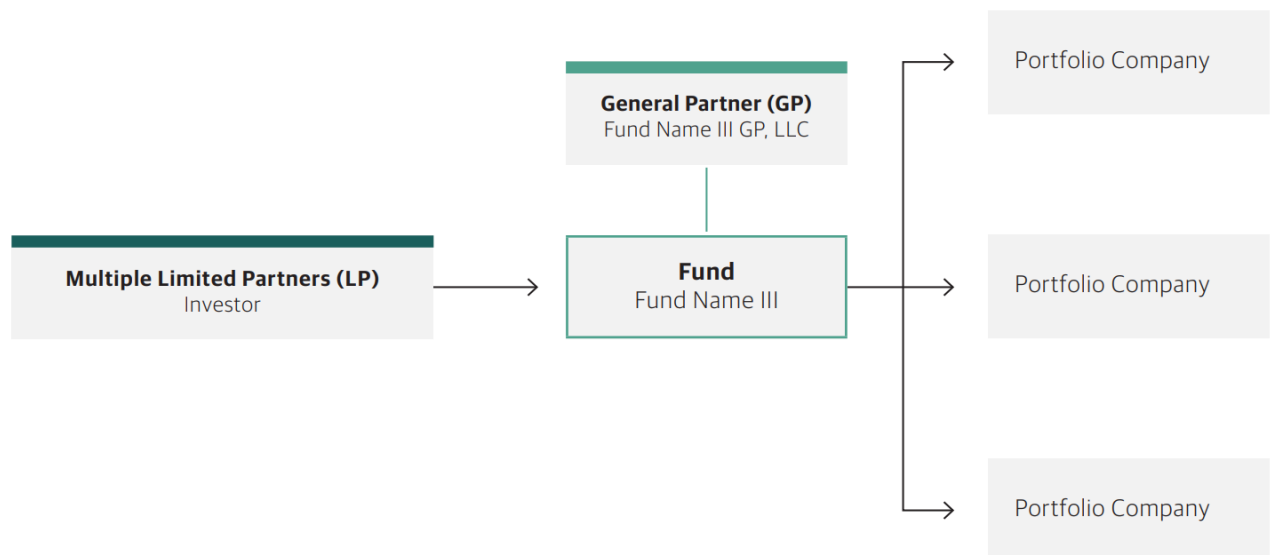 Portfolio Company
General Partner (GP)
Fund Name III GP, LLC
Multiple Limited Partners (LP)
Investor
Fund
Fund Name III
Portfolio Company
Portfolio Company